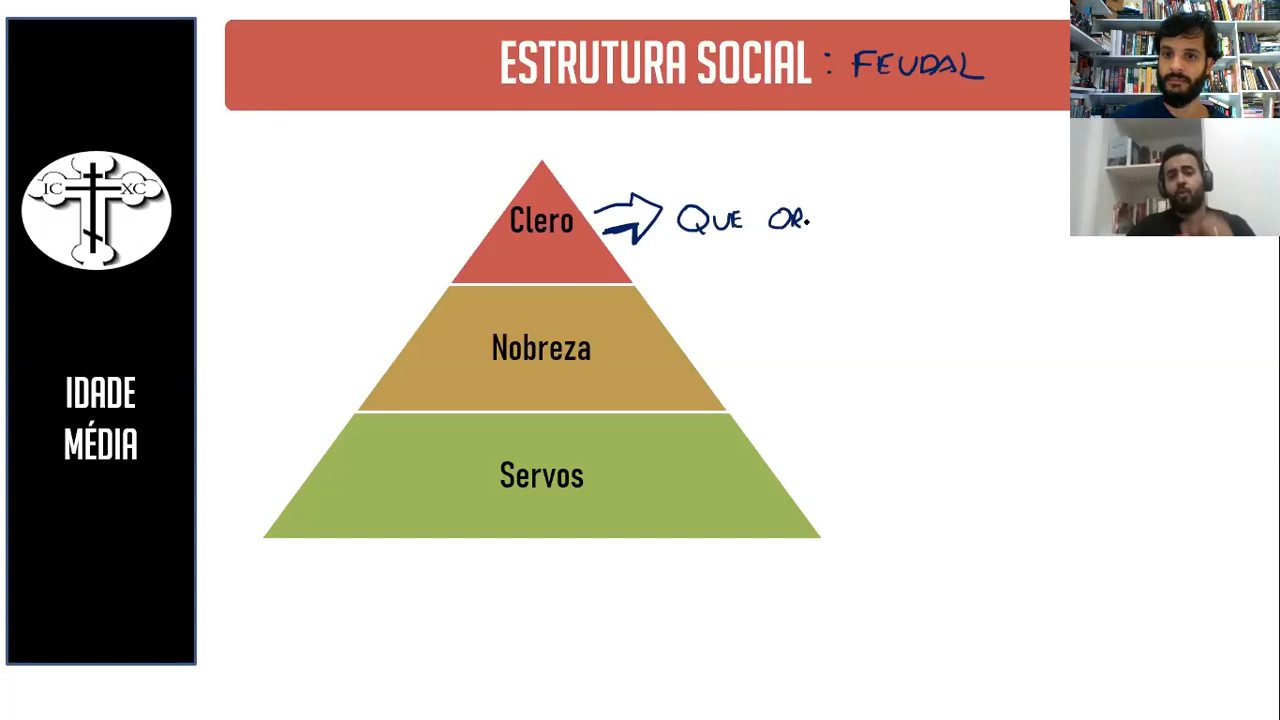 ESTRUTURA SOCIAL : FEUDAL
IC XC
Clero QUE OR
Nobreza
IDADE
MÉDIA
Servos